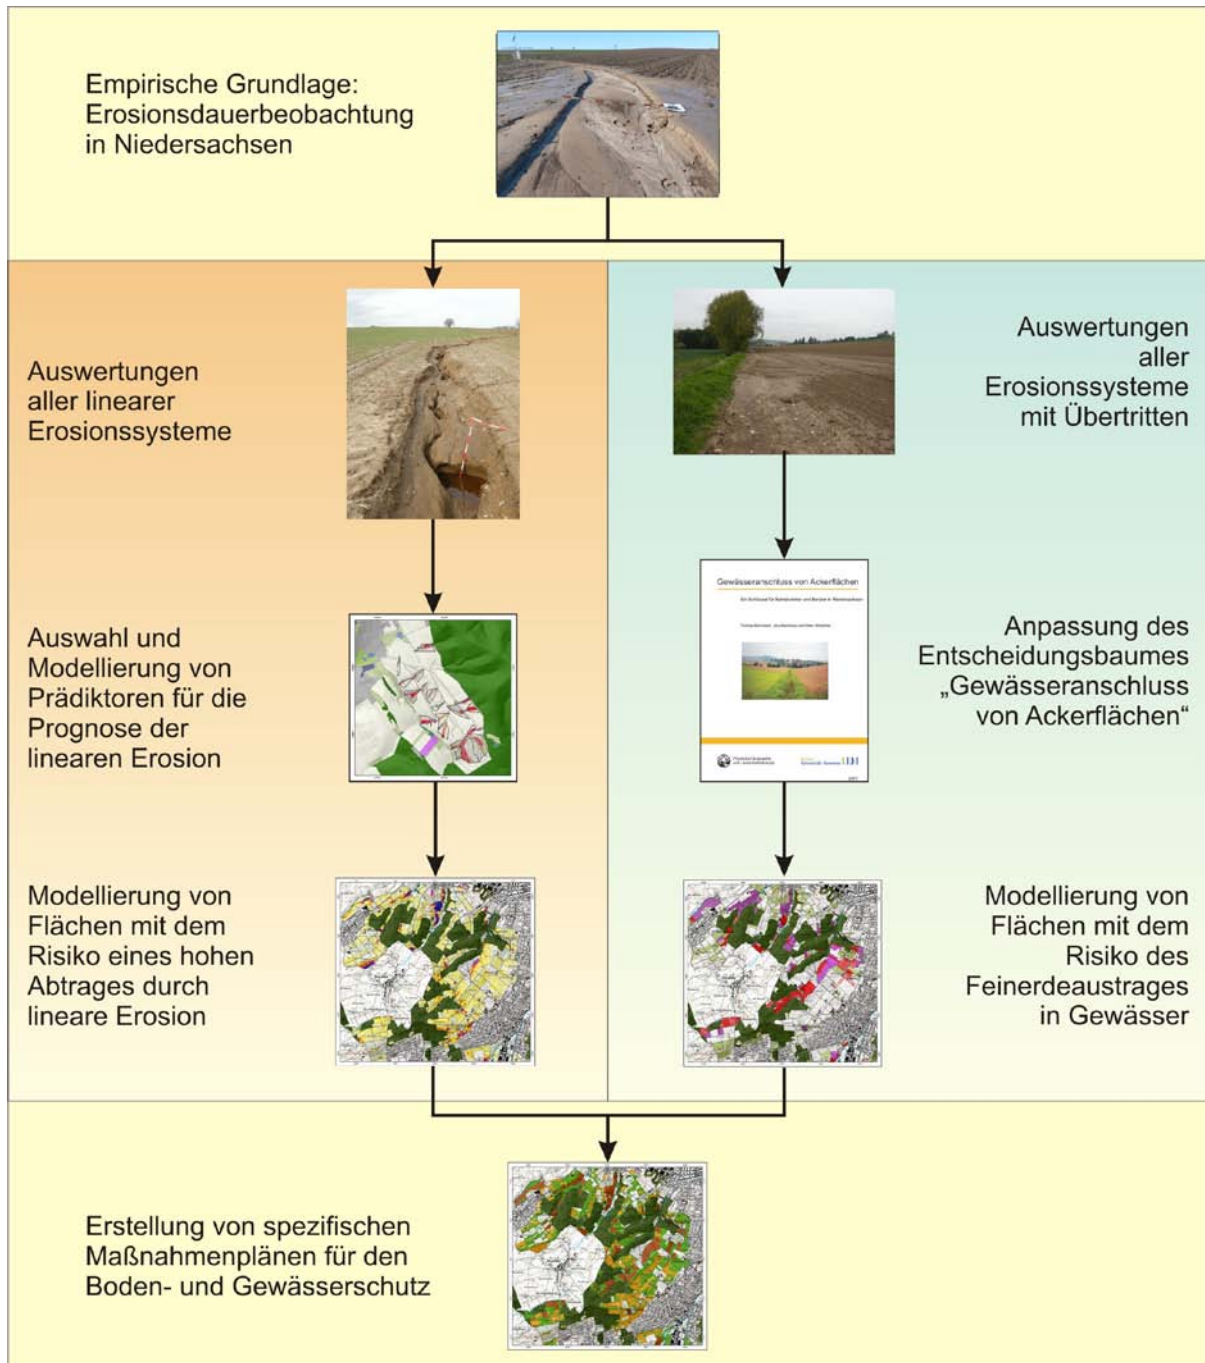 Empirische Grundlage:
Erosionsdauerbeobachtung
in Niedersachsen
Auswertungen
aller linearer
Erosionssysteme
Auswertungen
aller
Erosionssysteme
mit Übertritten
Auswahl und
Modellierung von
Prädiktoren für die
Prognose der
linearen Erosion
Gewässeranschluss von Ackerflächen
Anpassung des
Entscheidungsbaumes
„Gewässeranschluss
von Ackerflächen“
Modellierung von
Flächen mit dem
Risiko eines hohen
Abtrages durch
lineare Erosion
Modellierung von
Flächen mit dem
Risiko des
Feinerdeaustrages
in Gewässer
Erstellung von spezifischen
Maßnahmenplänen für den
Boden- und Gewässerschutz